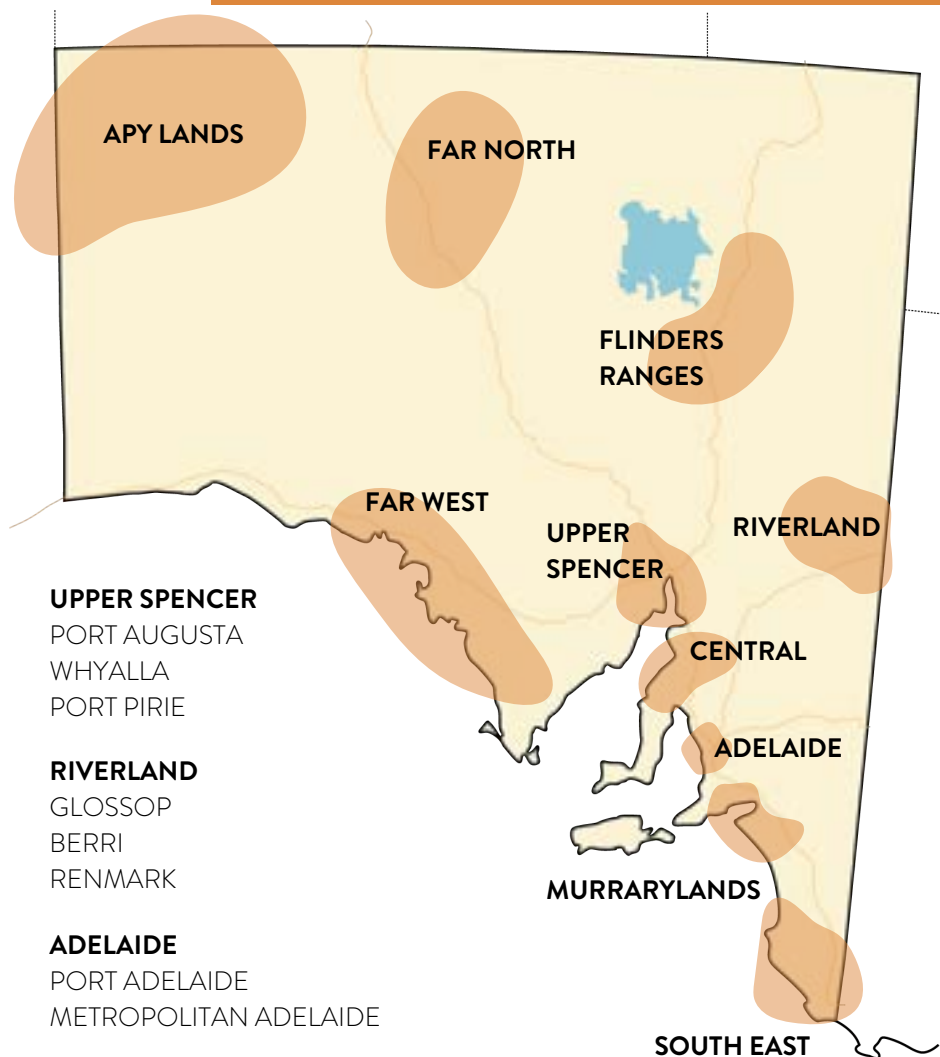 APY LANDS
FAR NORTH
FLINDERS
RANGES
FAR WEST
UPPER
SPENCER
RIVERLAND
CENTRAL
ADELAIDE
MURRARYLANDS
SOUTH EAST
UPPER SPENCER
PORT AUGUSTA
WHYALLA
PORT PIRIE
RIVERLAND
GLOSSOP
BERRI
RENMARK
ADELAIDE
PORT ADELAIDE
METROPOLITAN ADELAIDE